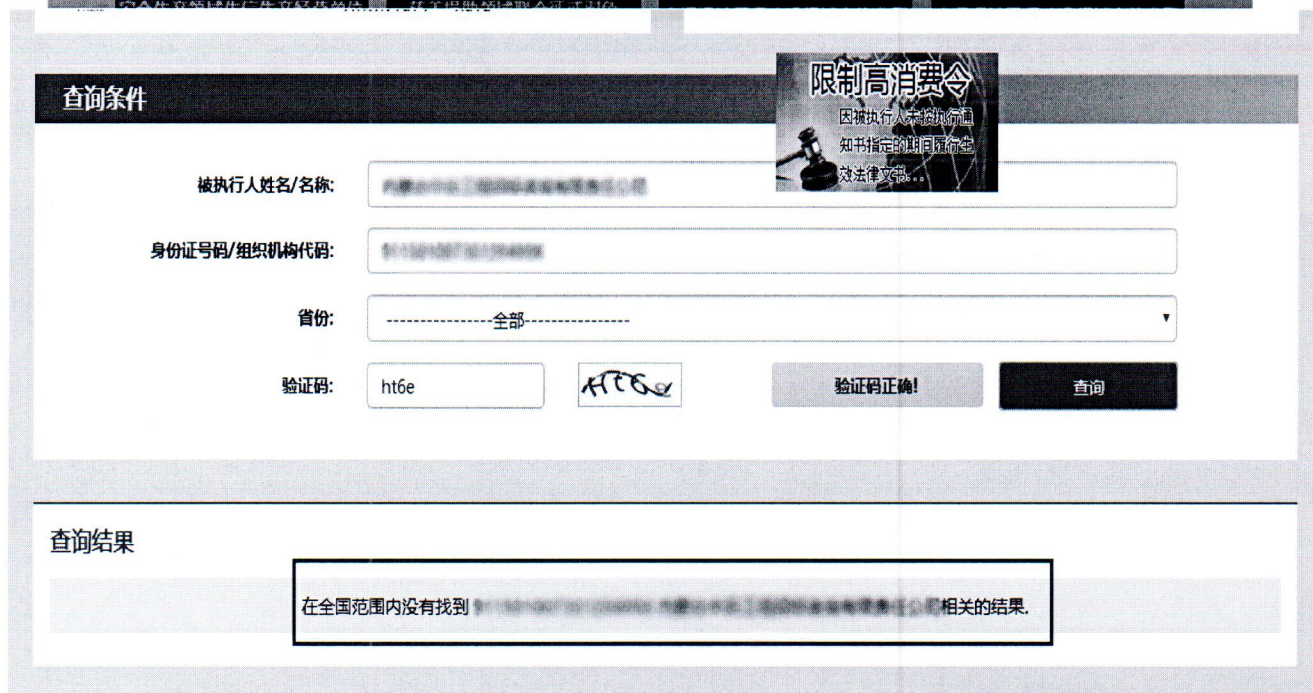 限制高消费令
因被执行人未按执行通
知书指定的期间履行生
效法律文书...
查询条件
被执行人姓名/名称:
身份证号码/组织机构代码:
省份: ----------------全部----------------
验证码: ht6e Ht6e 验证码正确! 查询
查询结果
在全国范围内没有找到 相关的结果.